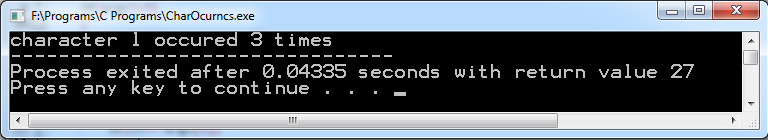 F:\Programs\C Programs\CharOcurncs.exe
character l occured 3 times
--------------------------------
Process exited after 0.04335 seconds with return value 27
Press any key to continue . . .